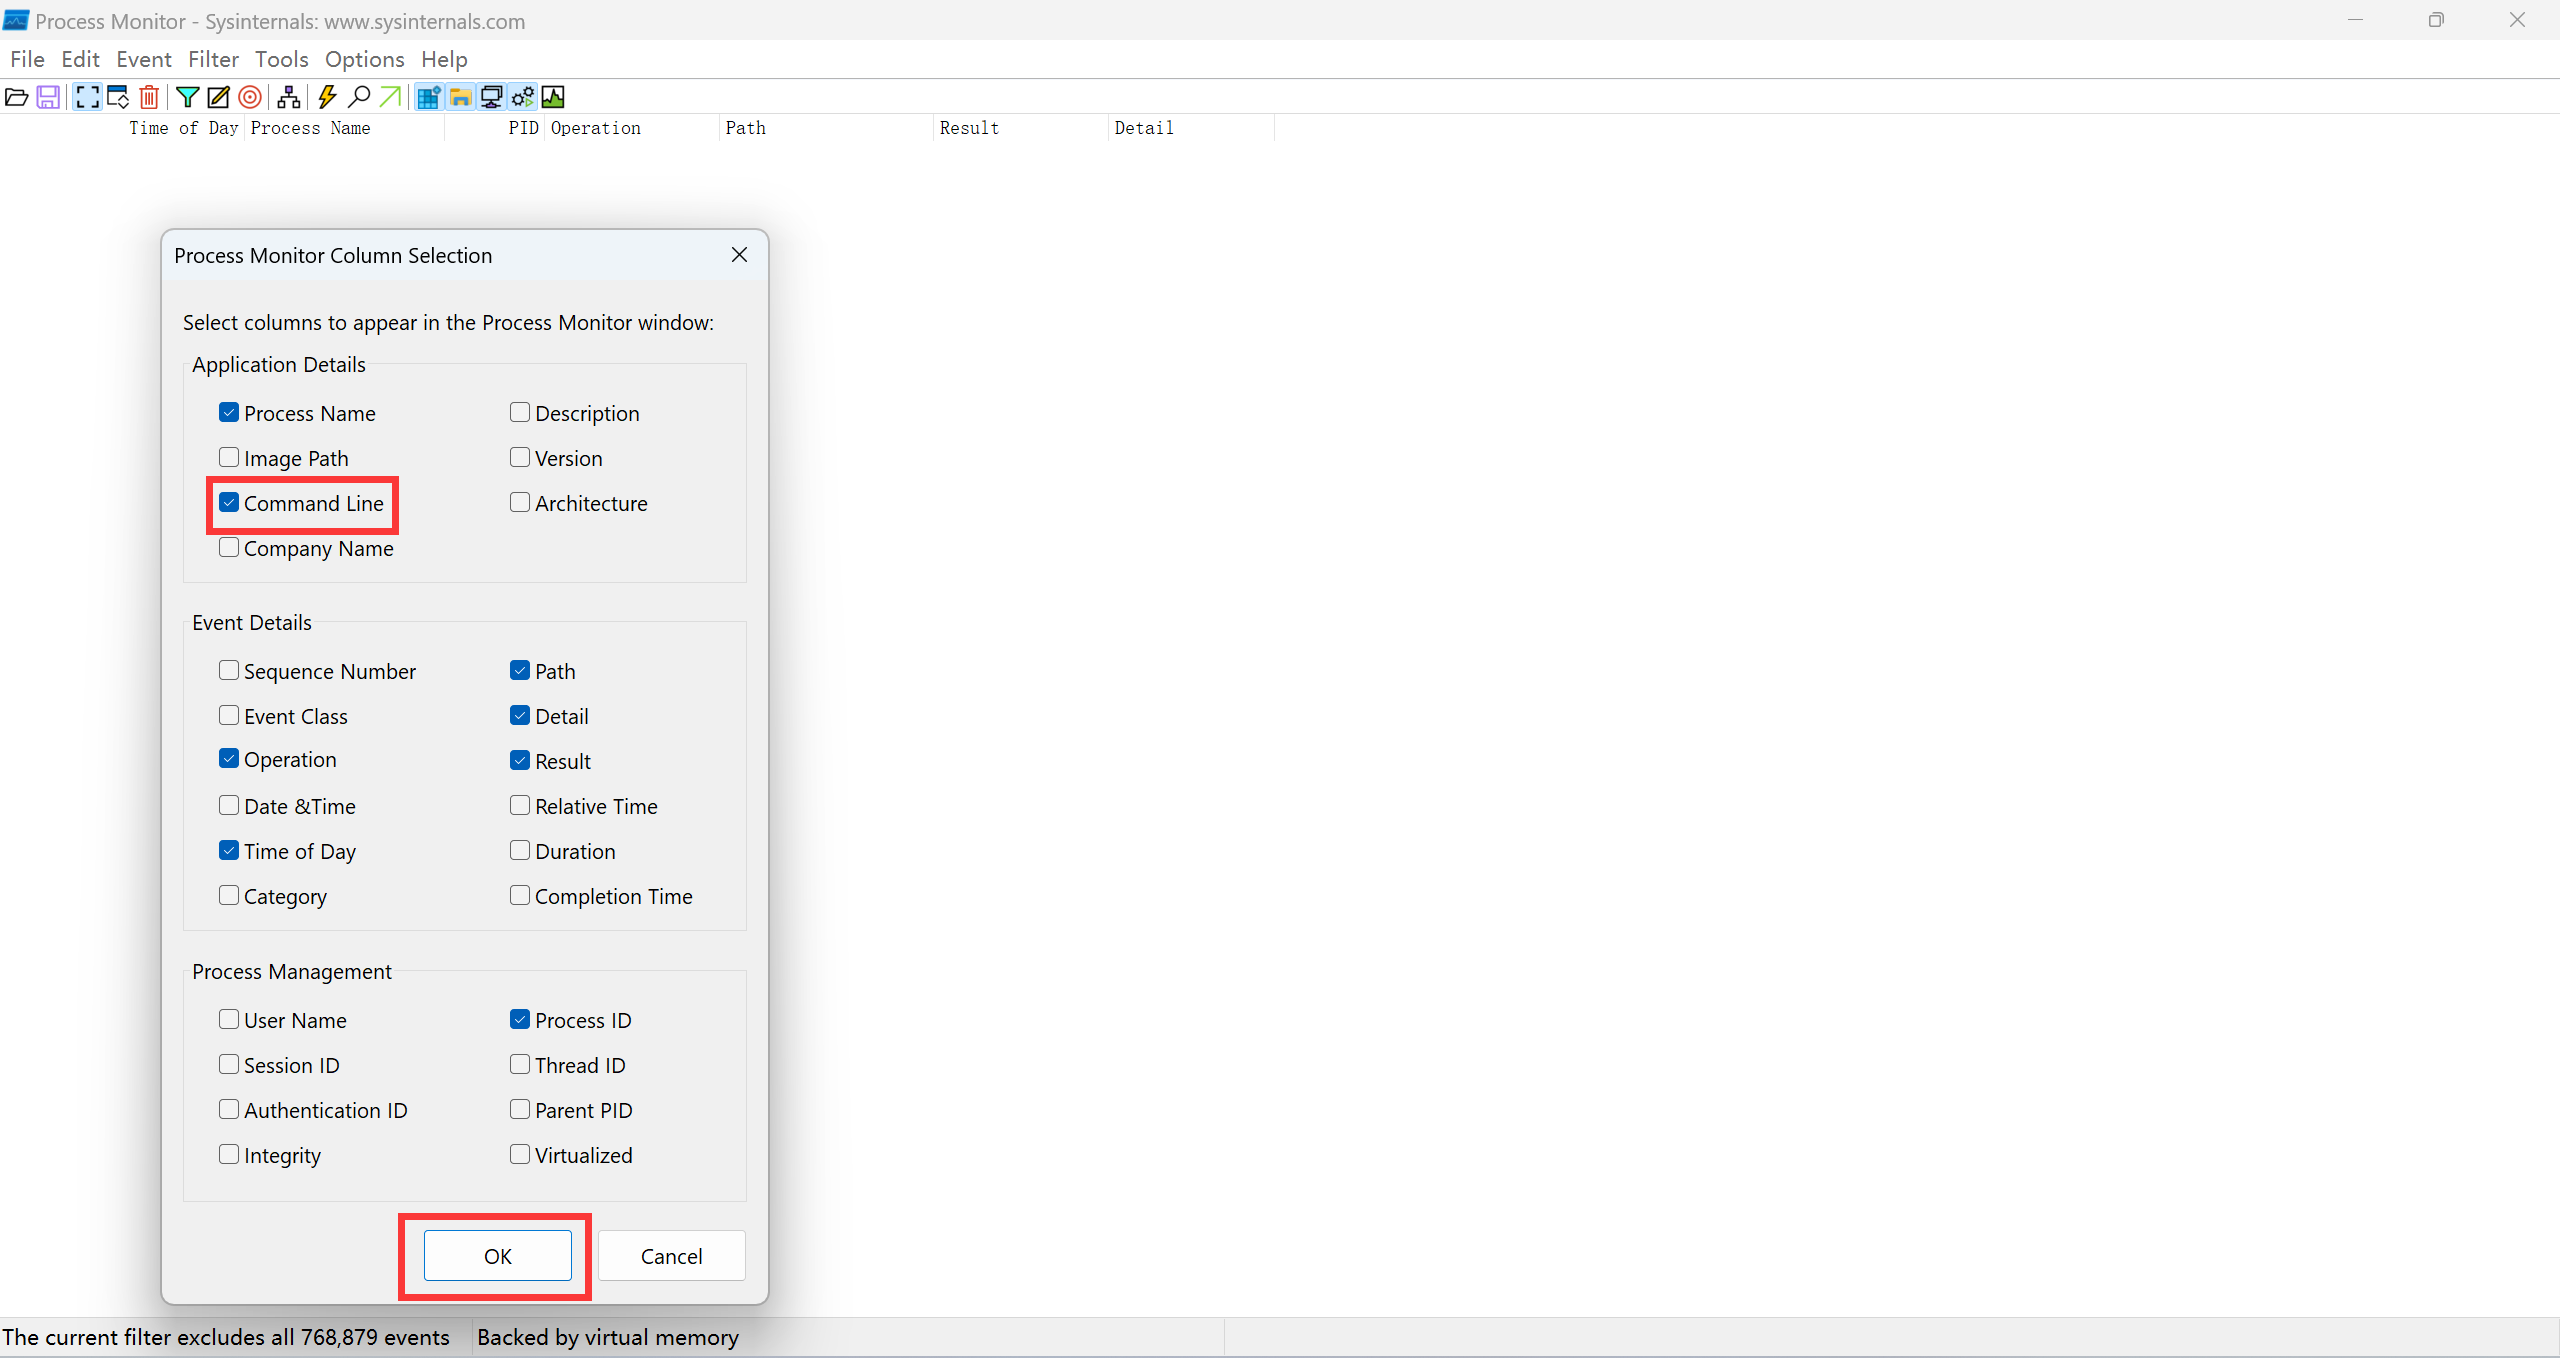 Process Monitor - Sysinternals: www.sysinternals.com
File Edit Event Filter Tools Options Help
Time of Day Process Name PID Operation Path Result Detail
Process Monitor Column Selection
Select columns to appear in the Process Monitor window:
Application Details
Process Name Description
Image Path Version
Command Line Architecture
Company Name
Event Details
Sequence Number Path
Event Class Detail
Operation Result
Date &Time Relative Time
Time of Day Duration
Category Completion Time
Process Management
User Name Process ID
Session ID Thread ID
Authentication ID Parent PID
Integrity Virtualized
OK Cancel
The current filter excludes all 768,879 events Backed by virtual memory